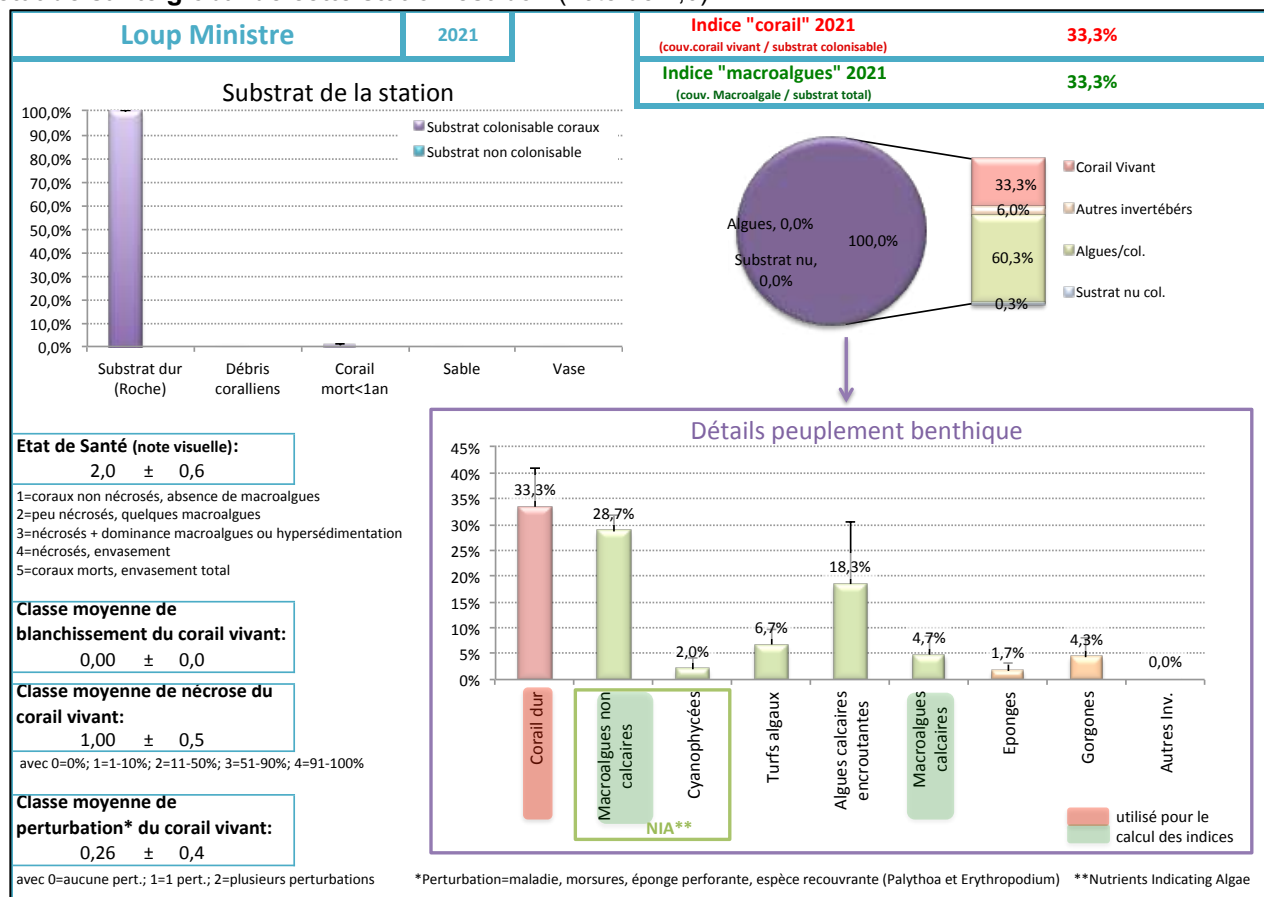 Loup Ministre
2021
Indice "corail" 2021
(couv.corail vivant / substrat colonisable)
33,3%
Indice "macroalgues" 2021
(couv. Macroalgale / substrat total)
33,3%
Substrat de la station
100,0%
90,0%
80,0%
70,0%
60,0%
50,0%
40,0%
30,0%
20,0%
10,0%
0,0%
Substrat colonisable coraux
Substrat non colonisable
Substrat dur
(Roche)
Débris
coralliens
Corail
mort<1an
Sable
Vase
Algues, 0,0%
100,0%
Substrat nu,
0,0%
33,3%
6,0%
60,3%
0,3%
Corail Vivant
Autres invertébérs
Algues/col.
Sustrat nu col.
Etat de Santé (note visuelle):
2,0 ± 0,6
1=coraux non nécrosés, absence de macroalgues
2=peu nécrosés, quelques macroalgues
3=nécrosés + dominance macroalgues ou hypersédimentation
4=nécrosés, envasement
5=coraux morts, envasement total
Classe moyenne de
blanchissement du corail vivant:
0,00 ± 0,0
Classe moyenne de nécrose du
corail vivant:
1,00 ± 0,5
avec 0=0%; 1=1-10%; 2=11-50%; 3=51-90%; 4=91-100%
Classe moyenne de
perturbation* du corail vivant:
0,26 ± 0,4
avec 0=aucune pert.; 1=1 pert.; 2=plusieurs perturbations
Détails peuplement benthique
45%
40%
35%
30%
25%
20%
15%
10%
5%
0%
33,3%
28,7%
2,0%
6,7%
18,3%
4,7%
1,7%
4,3%
0,0%
Corail dur
Macroalgues non
calcaires
Cyanophycées
Turfs algaux
Algues calcaires
encroutantes
Macroalgues
calcaires
Eponges
Gorgones
Autres Inv.
NIA**
utilisé pour le
calcul des indices
*Perturbation=maladie, morsures, éponge perforante, espèce recouvrante (Palythoa et Erythropodium) **Nutrients Indicating Algae